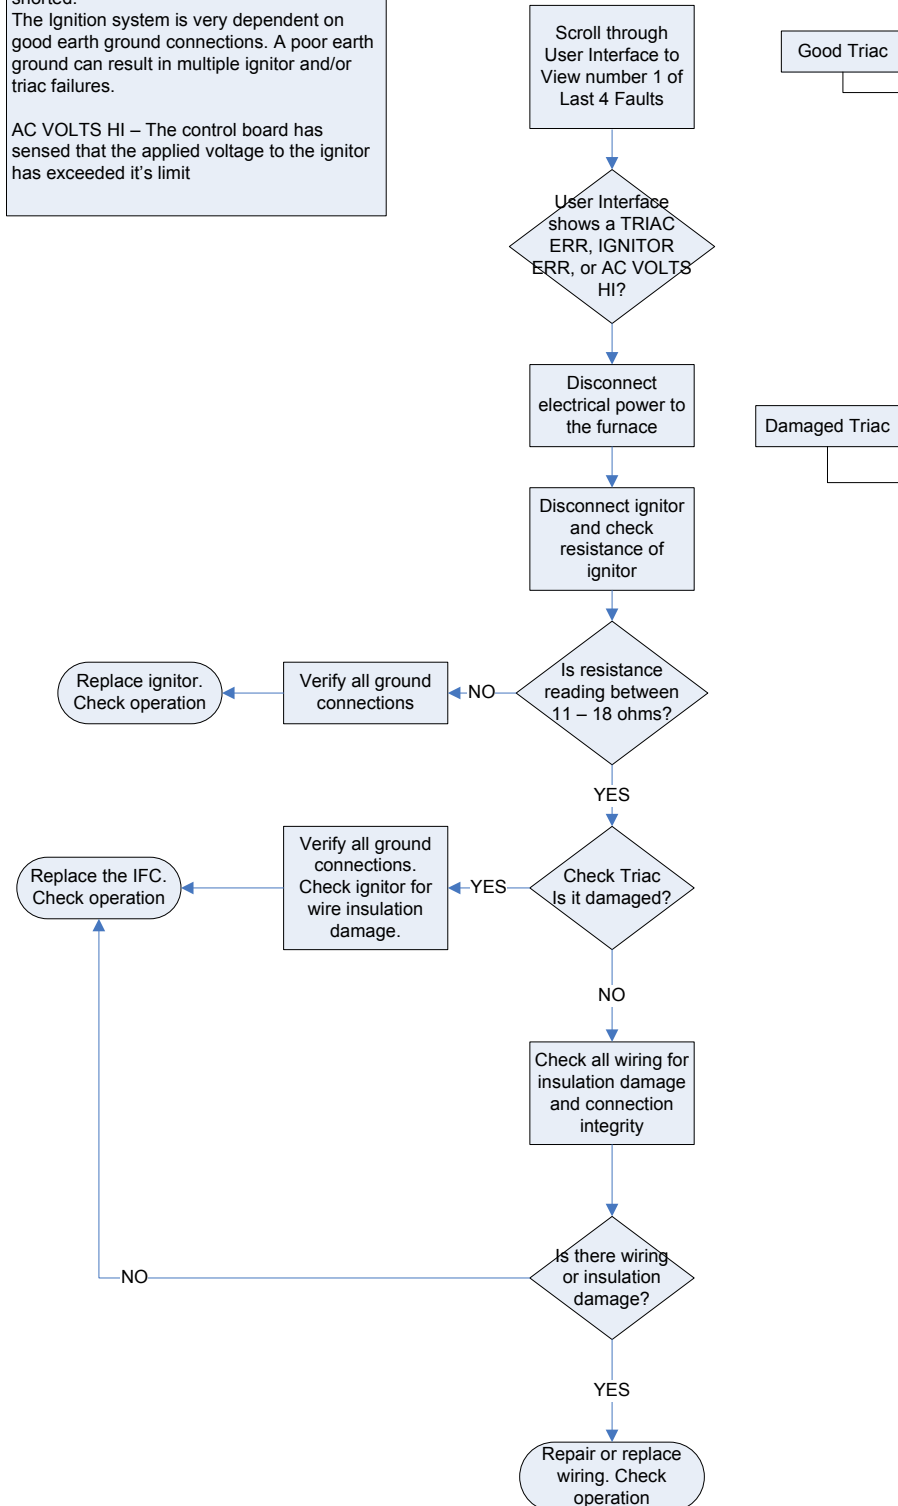 shorted.
The Ignition system is very dependent on
good earth ground connections. A poor earth
ground can result in multiple ignitor and/or
triac failures.
AC VOLTS HI – The control board has
sensed that the applied voltage to the ignitor
has exceeded it’s limit
Scroll through
User Interface to
View number 1 of
Last 4 Faults
Good Triac
User Interface
shows a TRIAC
ERR, IGNITOR
ERR, or AC VOLTS
HI?
Disconnect
electrical power to
the furnace
Damaged Triac
Disconnect ignitor
and check
resistance of
ignitor
Is resistance
reading between
11 – 18 ohms?
NO
Verify all ground
connections
Replace ignitor.
Check operation
YES
Check Triac
Is it damaged?
YES
Verify all ground
connections.
Check ignitor for
wire insulation
damage.
Replace the IFC.
Check operation
NO
Check all wiring for
insulation damage
and connection
integrity
Is there wiring
or insulation
damage?
NO
YES
Repair or replace
wiring. Check
operation